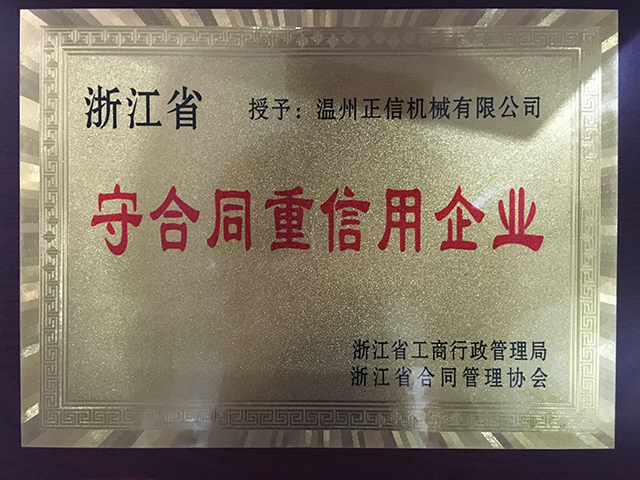 浙江省 授予：温州正信机械有限公司
守合同重信用企业
浙江省工商行政管理局
浙江省合同管理协会